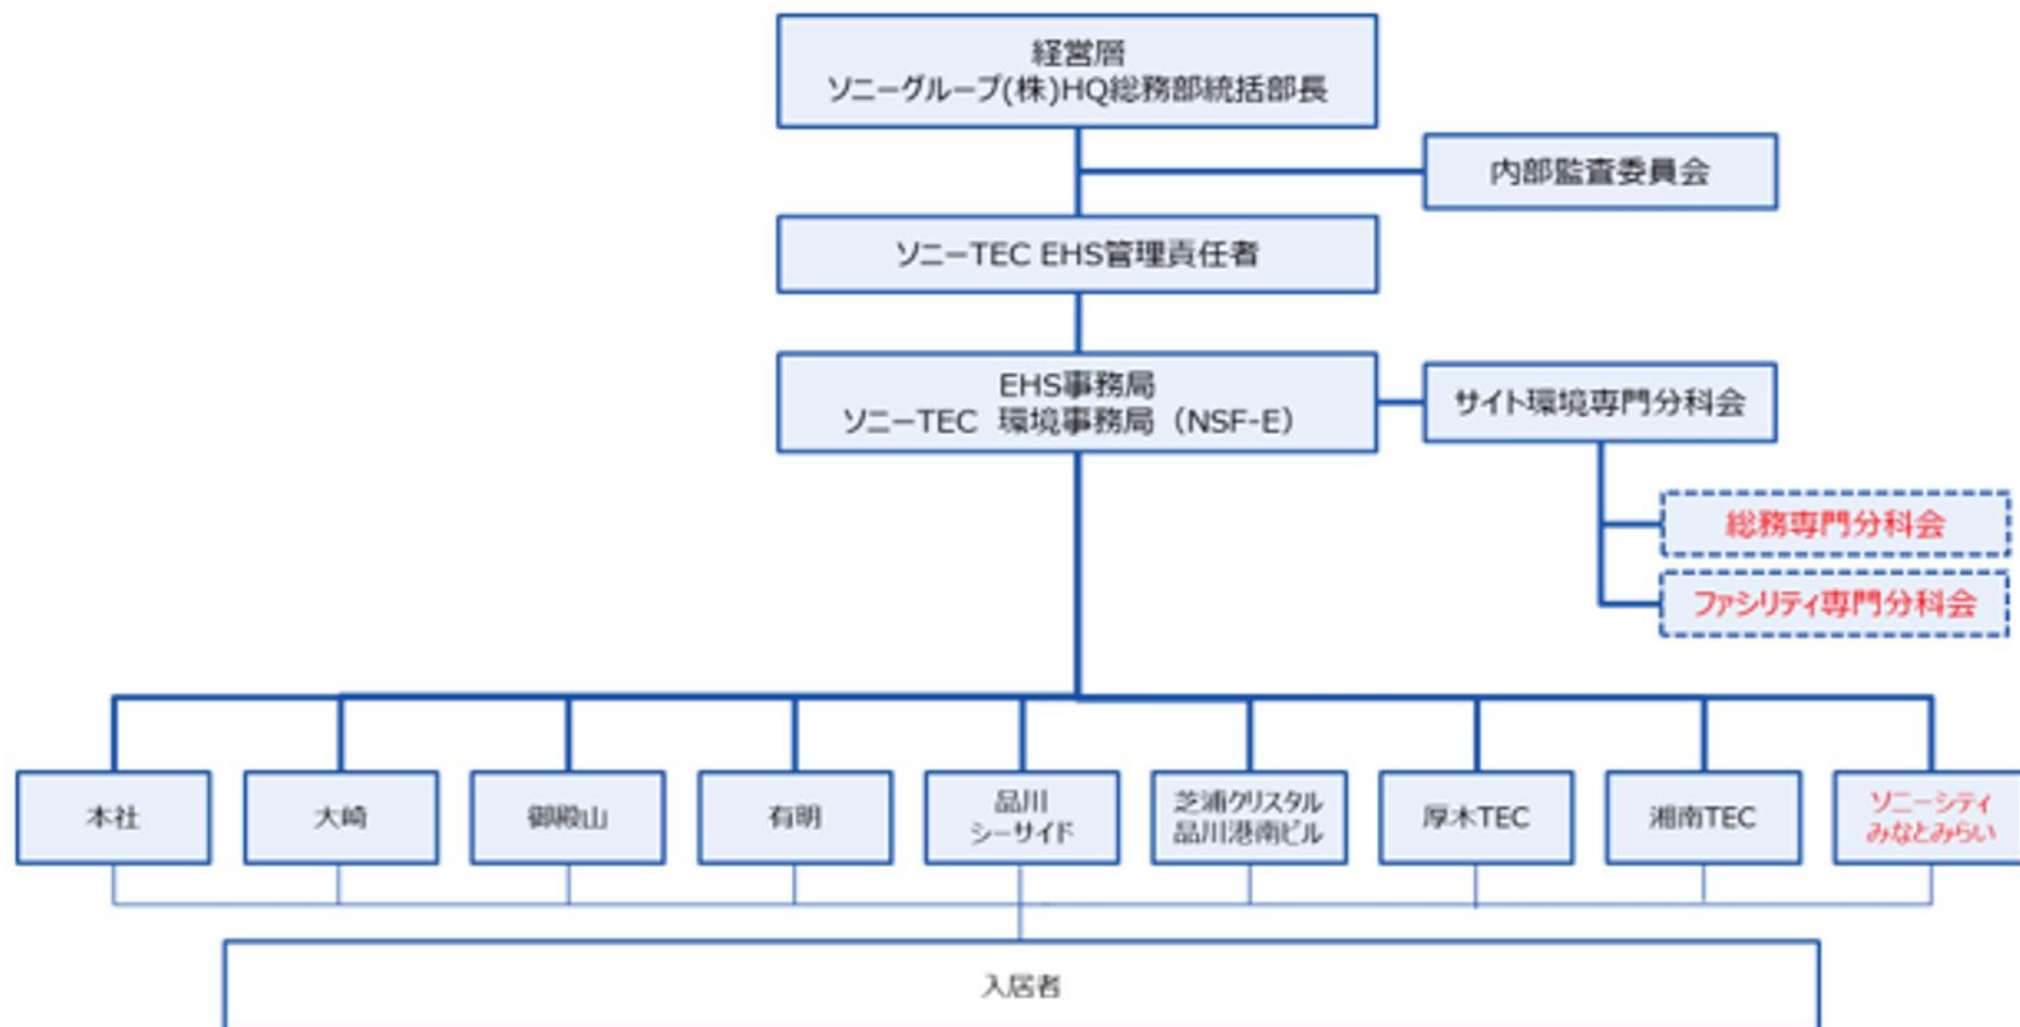 経営層
ソニーグループ(株)HQ総務部統括部長
内部監査委員会
ソニーTEC EHS管理責任者
EHS事務局
ソニーTEC 環境事務局（NSF-E）
サイト環境専門分科会
総務専門分科会
ファシリティ専門分科会
本社
大崎
御殿山
有明
品川
シーサイド
芝浦クリスタル
品川港南ビル
厚木TEC
湘南TEC
ソニーシティ
みなとみらい
入居者